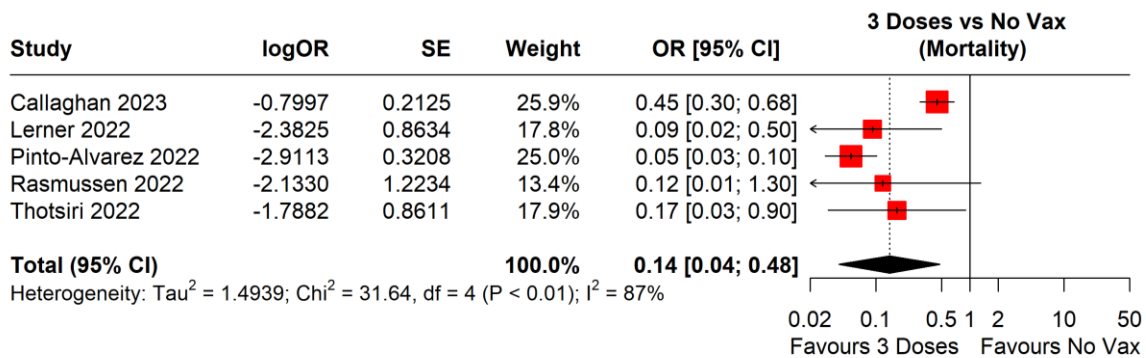 3 Doses vs No Vax
Study logOR SE Weight OR [95% CI] (Mortality)
Callaghan 2023 -0.7997 0.2125 25.9% 0.45 [0.30; 0.68]
Lerner 2022 -2.3825 0.8634 17.8% 0.09 [0.02; 0.50]
Pinto-Alvarez 2022 -2.9113 0.3208 25.0% 0.05 [0.03; 0.10]
Rasmussen 2022 -2.1330 1.2234 13.4% 0.12 [0.01; 1.30]
Thotsiri 2022 -1.7882 0.8611 17.9% 0.17 [0.03; 0.90]
Total (95% CI) 100.0% 0.14 [0.04; 0.48]
Heterogeneity: Tau² = 1.4939; Chi² = 31.64, df = 4 (P < 0.01); I² = 87%
0.02 0.1 0.5 1 2 10 50
Favours 3 Doses Favours No Vax